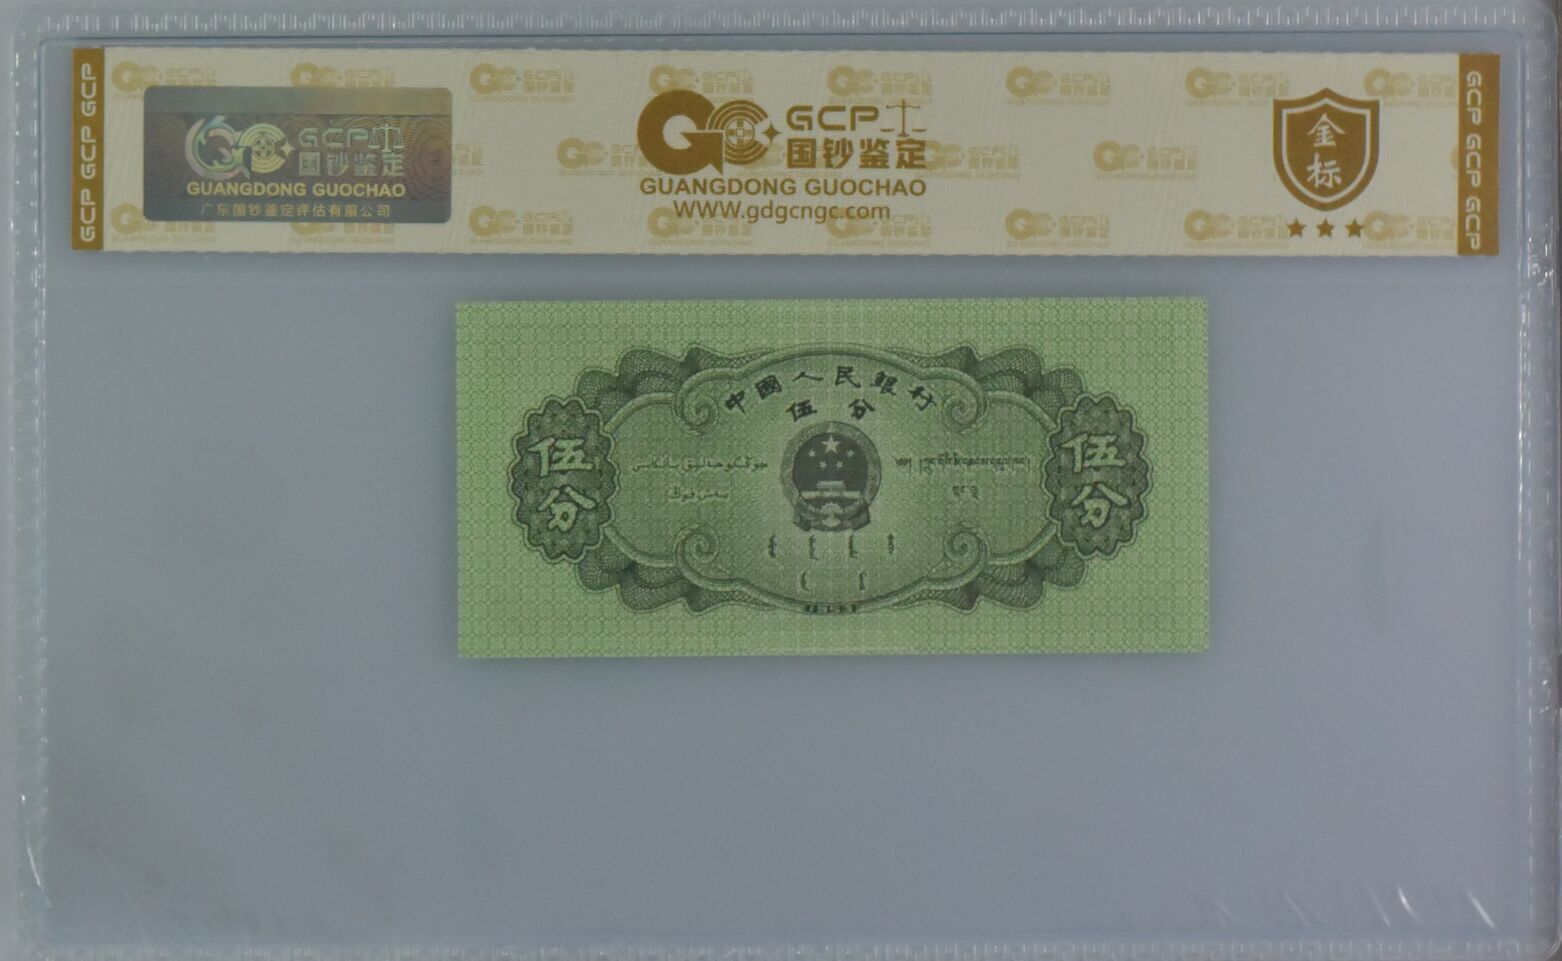 GCP GCP GCP
GCP 国钞鉴定
GUANGDONG GUOCHAO
广东国钞鉴定评估有限公司
GCP
国钞鉴定
GUANGDONG GUOCHAO
WWW.gdgcngc.com
金标
GCP GCP GCP
中國人民銀行
伍分
伍分
伍分